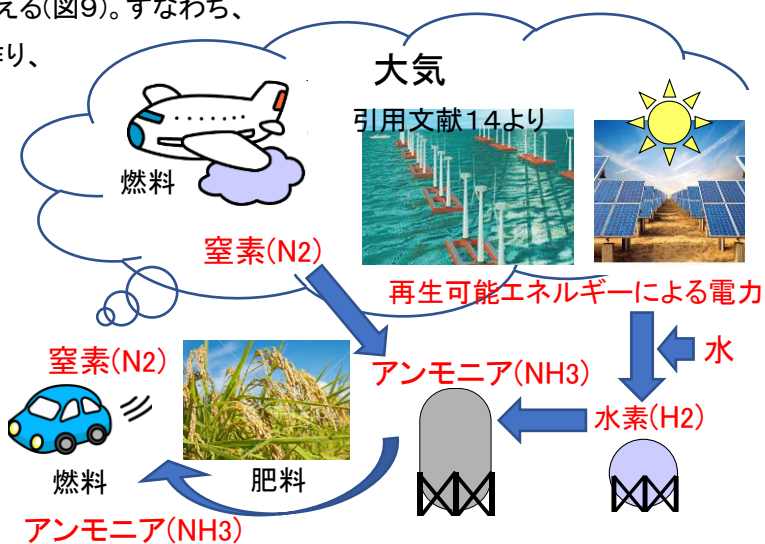 える(図9)。すなわち、
り、
大気
引用文献14より
燃料
窒素(N2)
再生可能エネルギーによる電力
水
窒素(N2)
アンモニア(NH3)
水素(H2)
燃料
肥料
アンモニア(NH3)